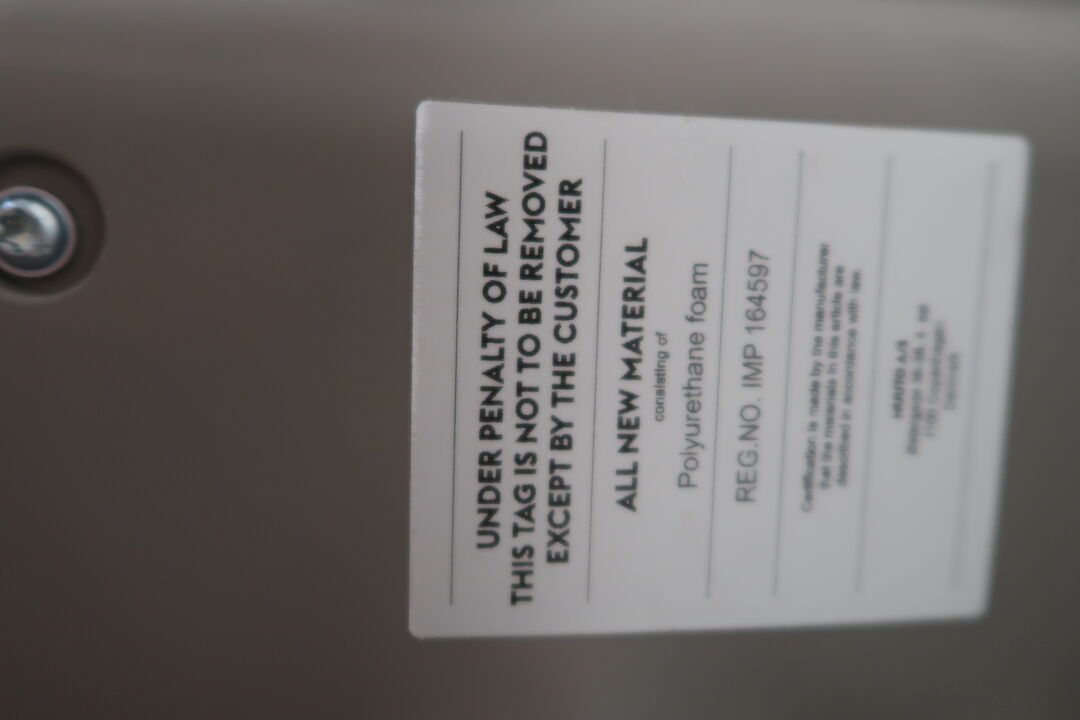 UNDER PENALTY OF LAW
THIS TAG IS NOT TO BE REMOVED
EXCEPT BY THE CUSTOMER
ALL NEW MATERIAL
consisting of
Polyurethane foam
REG.NO. IMP 164597
Certification is made by the manufacturer
that the materials in this article are
described in accordance with law.
A/S
Copenhagen
Denmark